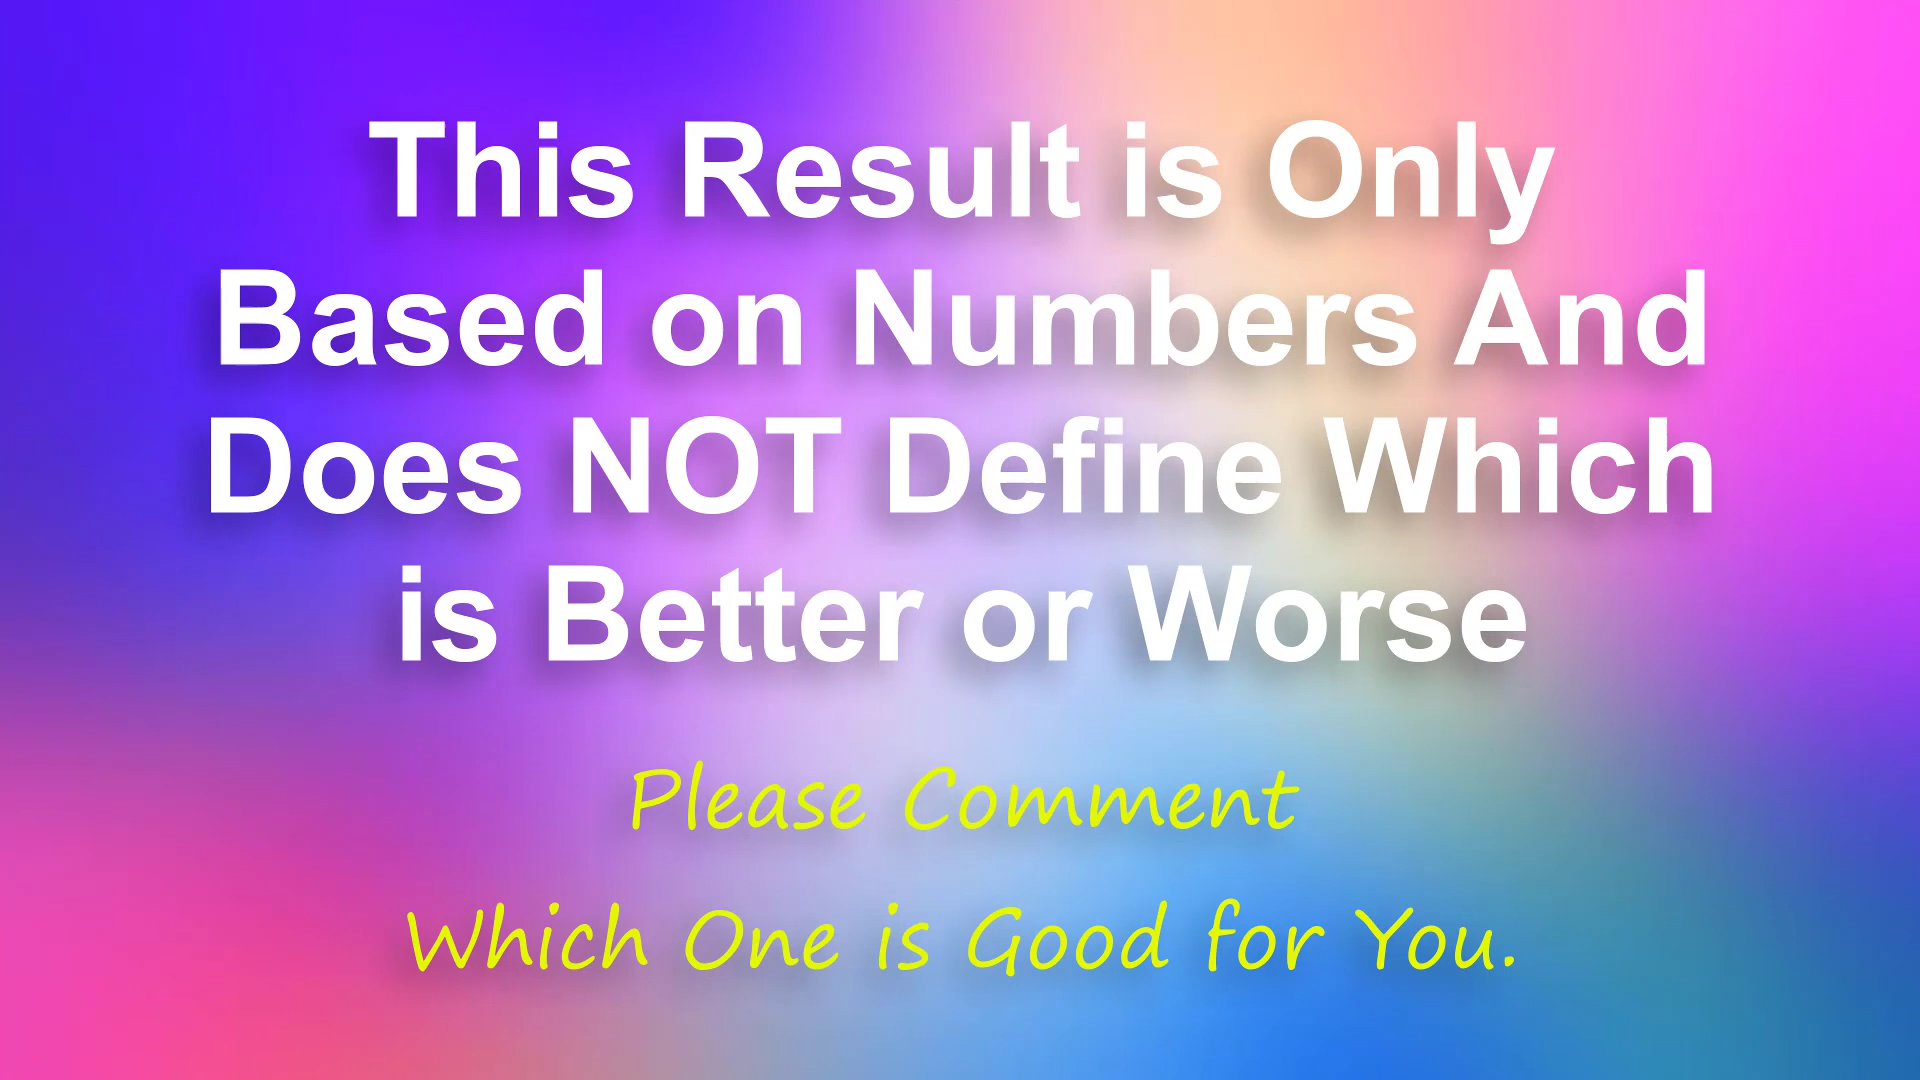 This Result is Only
Based on Numbers And
Does NOT Define Which
is Better or Worse
Please Comment
Which One is Good for You.